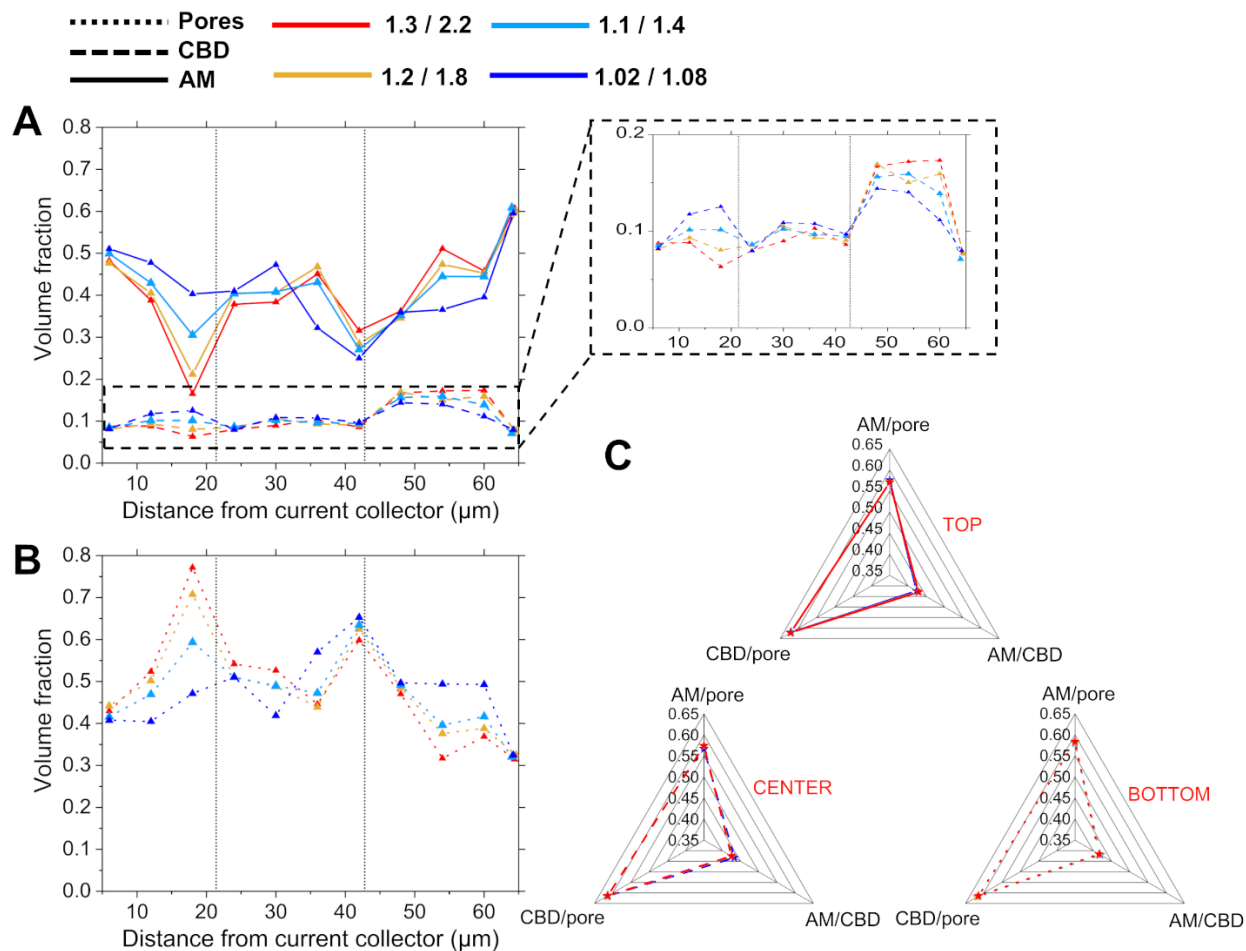 Pores
CBD
AM
1.3 / 2.2
1.1 / 1.4
1.2 / 1.8
1.02 / 1.08
A
0.8
0.7
0.6
0.5
0.4
0.3
0.2
0.1
0.0
Volume fraction
10 20 30 40 50 60
Distance from current collector (µm)
0.2
0.1
0.0
10 20 30 40 50 60
B
0.8
0.7
0.6
0.5
0.4
0.3
0.2
0.1
0.0
Volume fraction
10 20 30 40 50 60
Distance from current collector (µm)
C
AM/pore
0.65
0.60
0.55
0.50
0.45
0.40
0.35
TOP
CBD/pore
AM/CBD
AM/pore
0.65
0.60
0.55
0.50
0.45
0.40
0.35
CENTER
CBD/pore
AM/CBD
AM/pore
0.65
0.60
0.55
0.50
0.45
0.40
0.35
BOTTOM
CBD/pore
AM/CBD